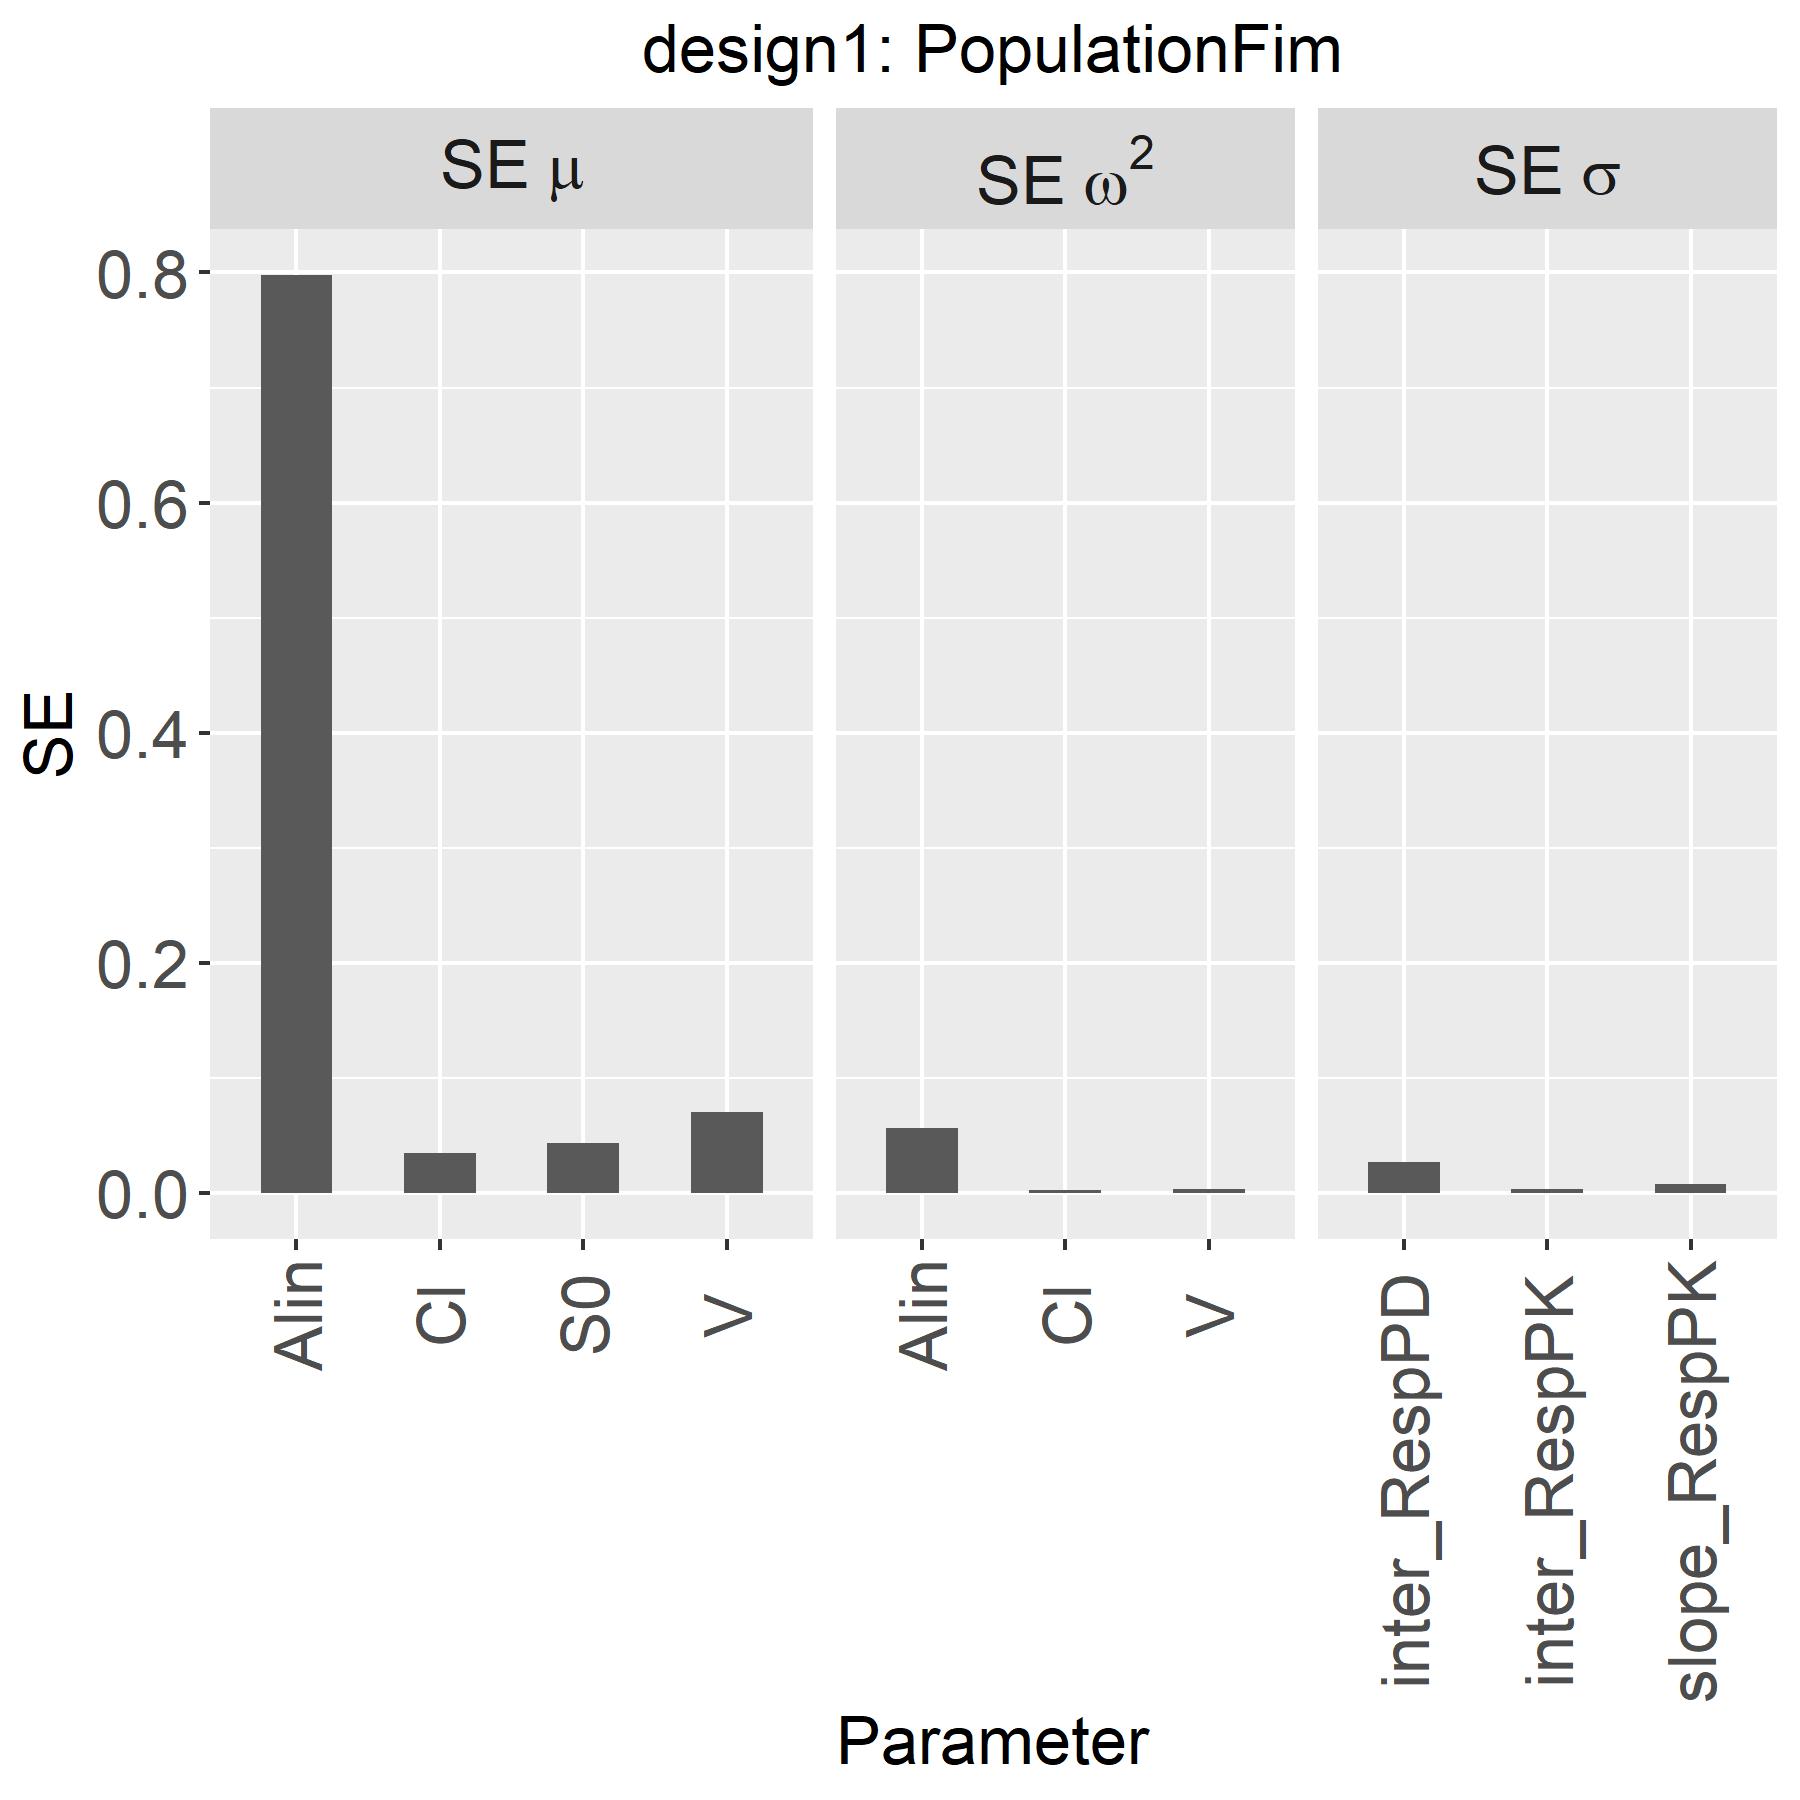 design1: PopulationFim
SE μ
SE ω²
SE σ
SE
0.8
0.6
0.4
0.2
0.0
Alin
Cl
S0
V
Alin
Cl
V
inter_RespPD
inter_RespPK
slope_RespPK
Parameter